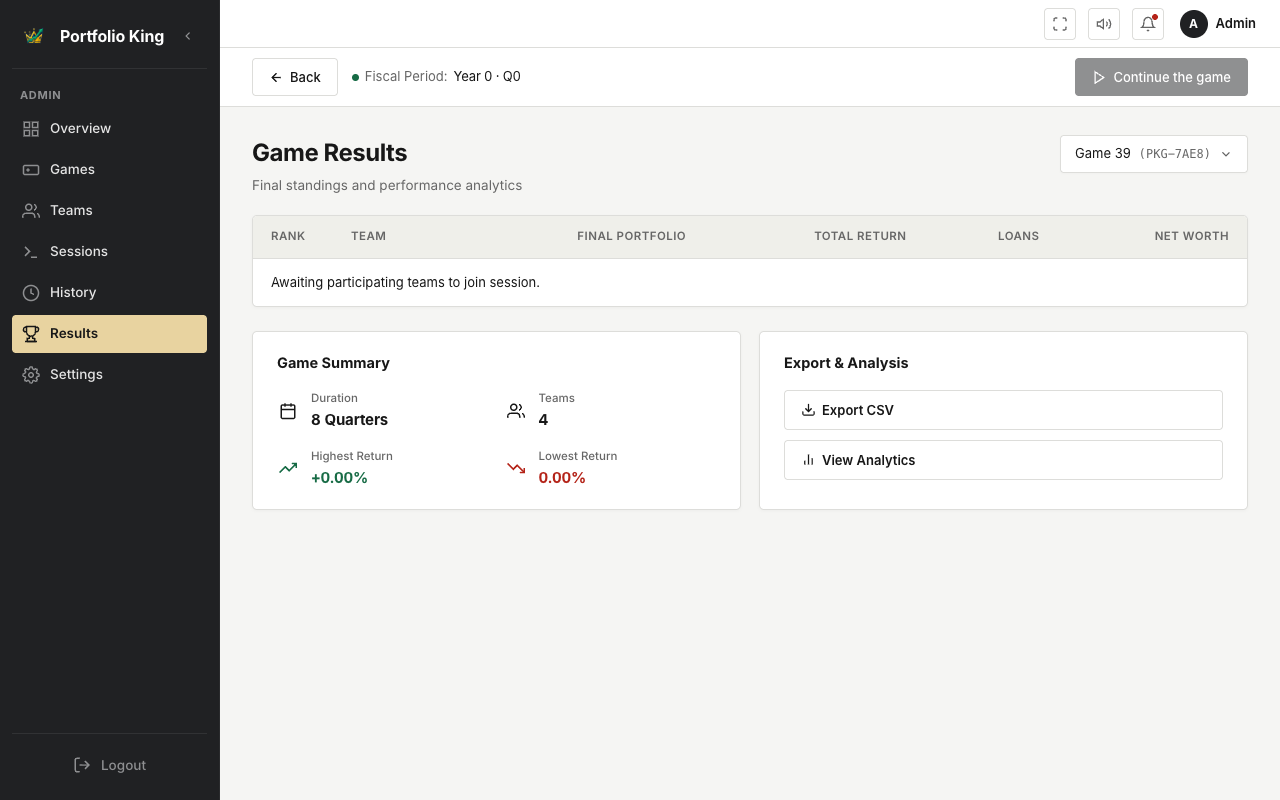 Portfolio King
ADMIN
Overview
Games
Teams
Sessions
History
Results
Settings
Logout
A Admin
Back
Fiscal Period: Year 0 · Q0
Continue the game
Game Results
Final standings and performance analytics
Game 39 (PKG-7AE8)
RANK TEAM FINAL PORTFOLIO TOTAL RETURN LOANS NET WORTH
Awaiting participating teams to join session.
Game Summary
Duration
8 Quarters
Teams
4
Highest Return
+0.00%
Lowest Return
0.00%
Export & Analysis
Export CSV
View Analytics